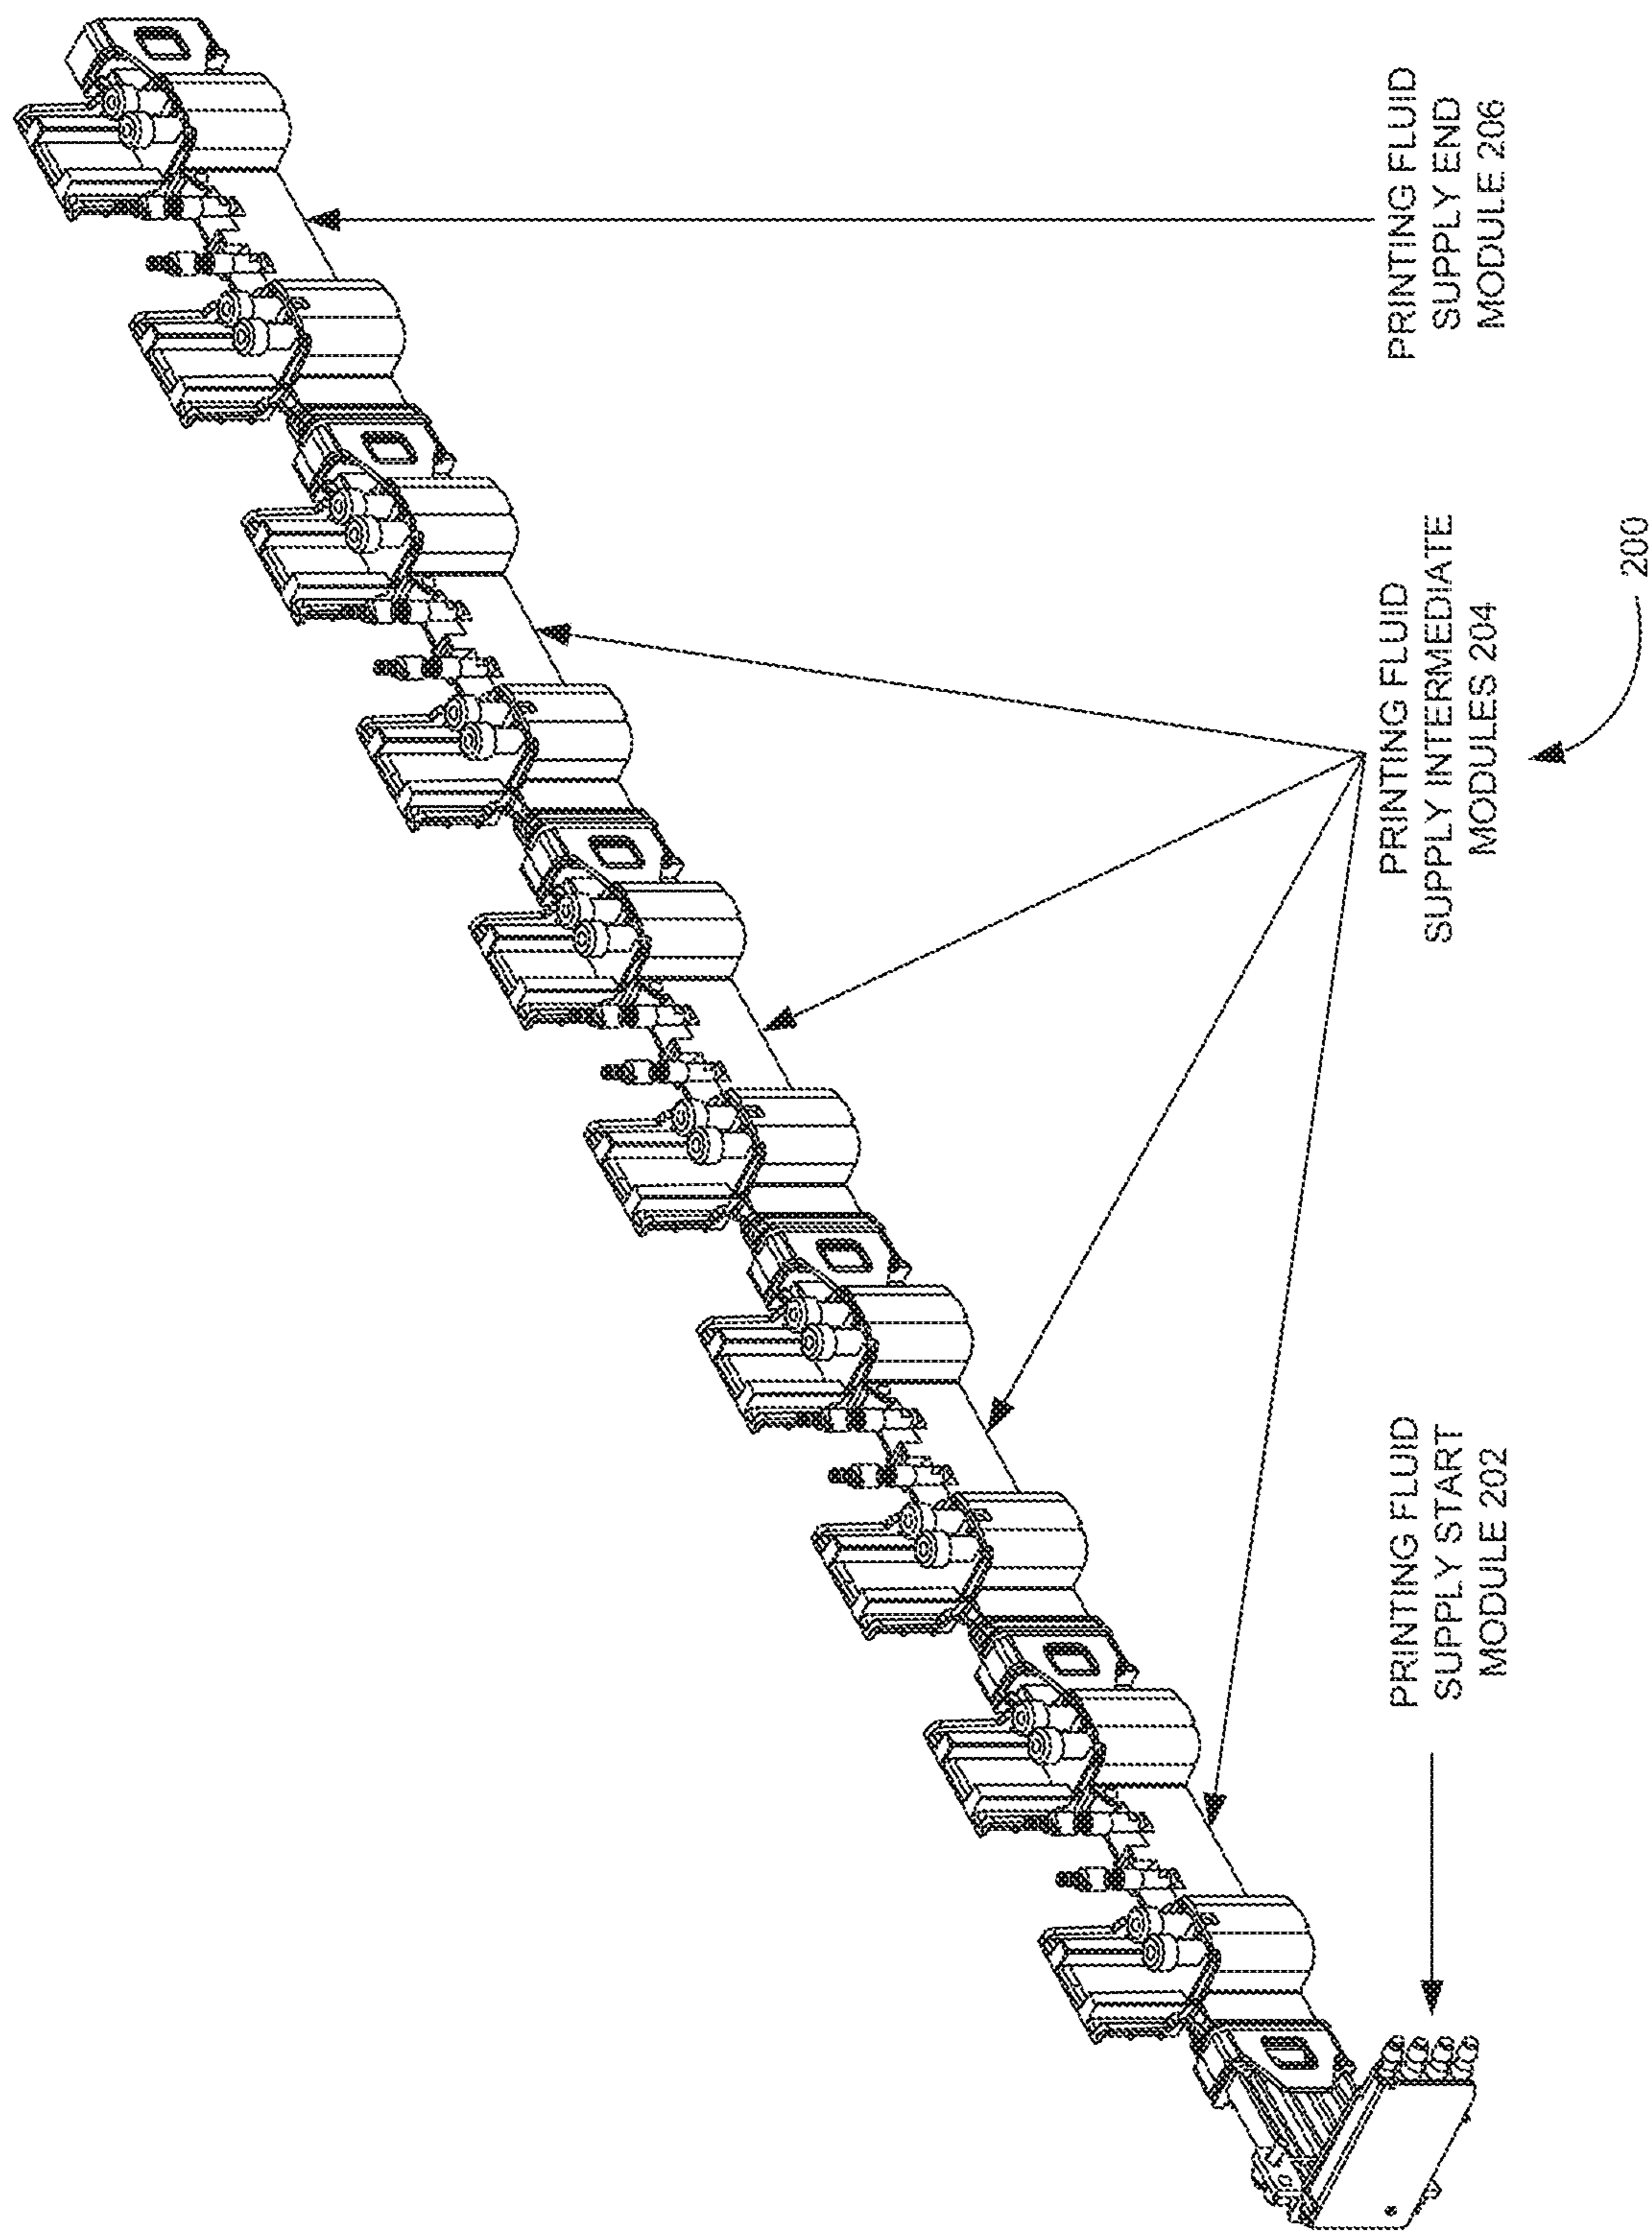 PRINTING FLUID
SUPPLY START
MODULE 202
PRINTING FLUID
SUPPLY INTERMEDIATE
MODULES 204
PRINTING FLUID
SUPPLY END
MODULE 206
200